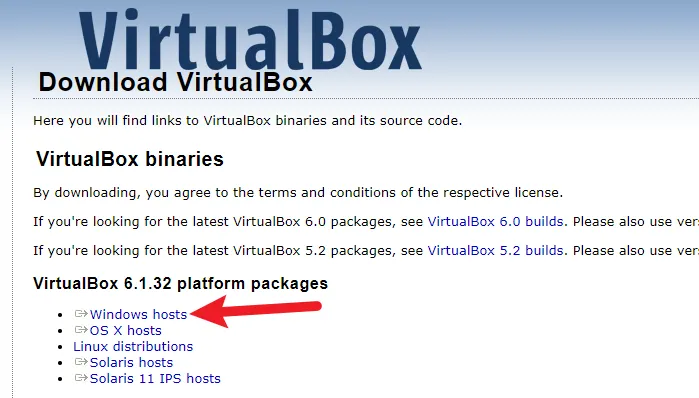 VirtualBox
Download VirtualBox
Here you will find links to VirtualBox binaries and its source code.
VirtualBox binaries
By downloading, you agree to the terms and conditions of the respective license.
If you're looking for the latest VirtualBox 6.0 packages, see VirtualBox 6.0 builds. Please also use ver
If you're looking for the latest VirtualBox 5.2 packages, see VirtualBox 5.2 builds. Please also use ver
VirtualBox 6.1.32 platform packages
Windows hosts
OS X hosts
Linux distributions
Solaris hosts
Solaris 11 IPS hosts